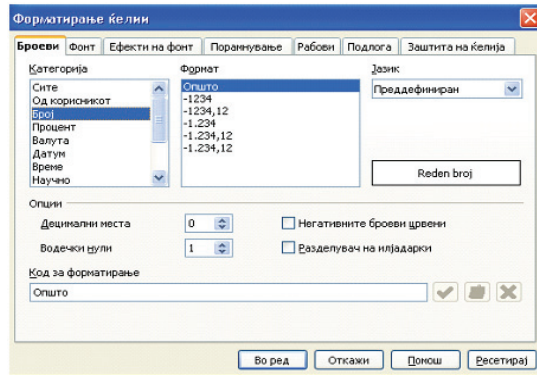 Форматирање ќелии
Броеви Фонт Ефекти на фонт Порамнување Рабови Подлога Заштита на ќелија
Категорија Формат Јазик
Сите
Од корисникот
Број
Процент
Валута
Датум
Време
Научно
Општо
-1234
-1234,12
-1.234
-1.234,12
-1.234,12
Преддефиниран
Reden broj
Опции
Децимални места 0 Негативните броеви црвени
Водечки нули 1 Разделувач на илјадарки
Код за форматирање
Општо
Во ред Откажи Помош Ресетирај